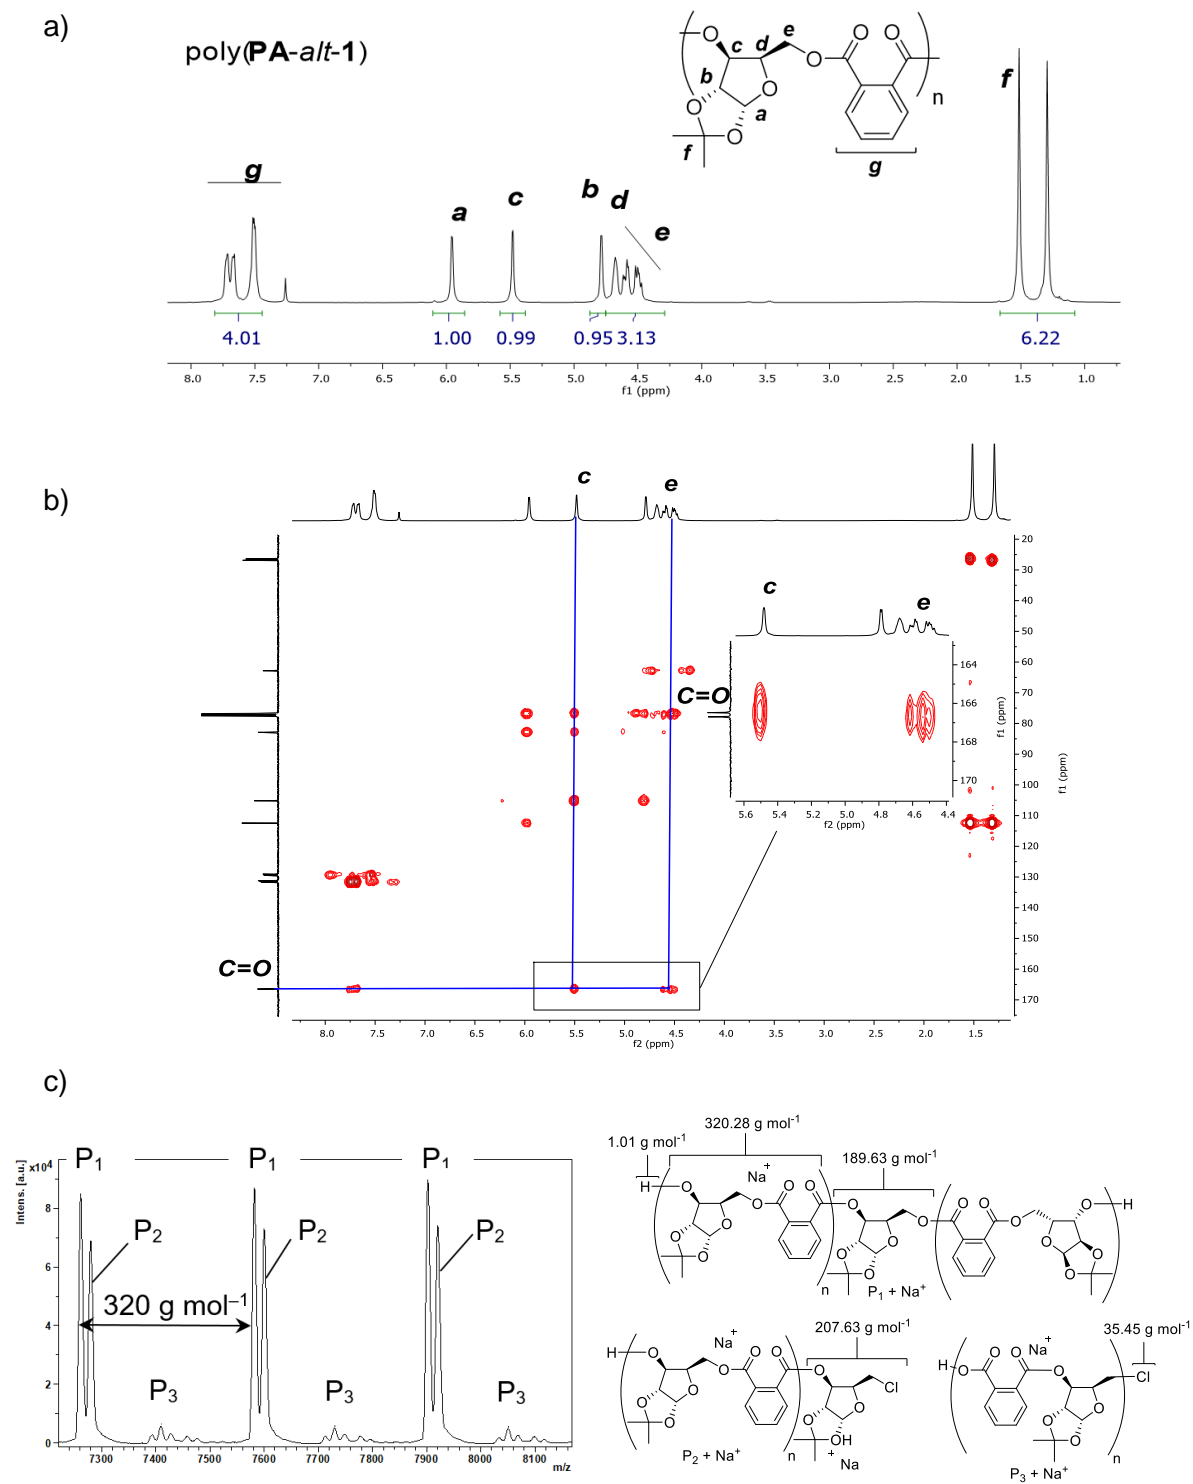 a)
poly(PA-alt-1)
O
e
O
O
c
d
O
b
O
O
n
a
O
f
g
f
g
a
c
b
d
e
4.01
1.00
0.99
0.95
3.13
6.22
8.0 7.5 7.0 6.5 6.0 5.5 5.0 4.5 4.0 3.5 3.0 2.5 2.0 1.5 1.0
f1 (ppm)
b)
c
e
20
30
40
50
60
70
80
90
100
110
120
130
140
150
160
170
f1 (ppm)
c
e
C=O
164
166
168
170
f1 (ppm)
5.6 5.4 5.2 5.0 4.8 4.6 4.4
f2 (ppm)
C=O
8.0 7.5 7.0 6.5 6.0 5.5 5.0 4.5 4.0 3.5 3.0 2.5 2.0 1.5
f2 (ppm)
c)
Intens. [a.u.]
x10⁴
8
6
4
2
0
P₁
P₁
P₁
P₂
P₂
P₂
320 g mol⁻¹
P₃
P₃
P₃
7300 7400 7500 7600 7700 7800 7900 8000 8100
m/z
320.28 g mol⁻¹
1.01 g mol⁻¹
189.63 g mol⁻¹
Na⁺
H O O O O O O O O O O H
O O O O O O O O O
n
P₁ + Na⁺
n
207.63 g mol⁻¹
35.45 g mol⁻¹
Na⁺
Na⁺
H O O O O O
Cl
O O O O O OH
n
P₂ + Na⁺
+
Na
HO O O O
Cl
O O O
n
P₃ + Na⁺